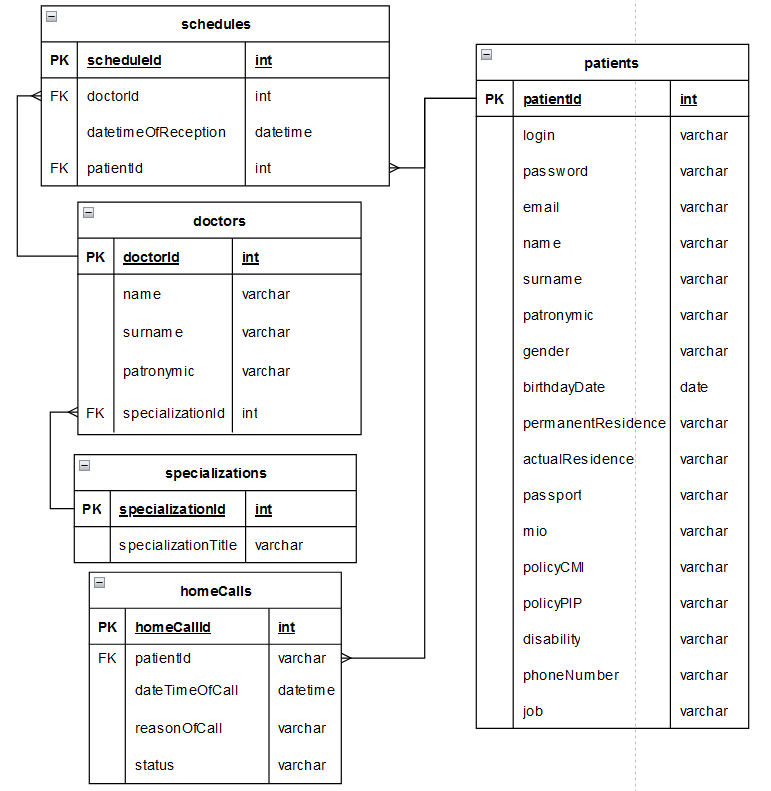 schedules
PK scheduleId int
FK doctorId int
datetimeOfReception datetime
FK patientId int
doctors
PK doctorId int
name varchar
surname varchar
patronymic varchar
FK specializationId int
specializations
PK specializationId int
specializationTitle varchar
homeCalls
PK homeCallId int
FK patientId varchar
dateTimeOfCall datetime
reasonOfCall varchar
status varchar
patients
PK patientId int
login varchar
password varchar
email varchar
name varchar
surname varchar
patronymic varchar
gender varchar
birthdayDate date
permanentResidence varchar
actualResidence varchar
passport varchar
mio varchar
policyCMI varchar
policyPIP varchar
disability varchar
phoneNumber varchar
job varchar